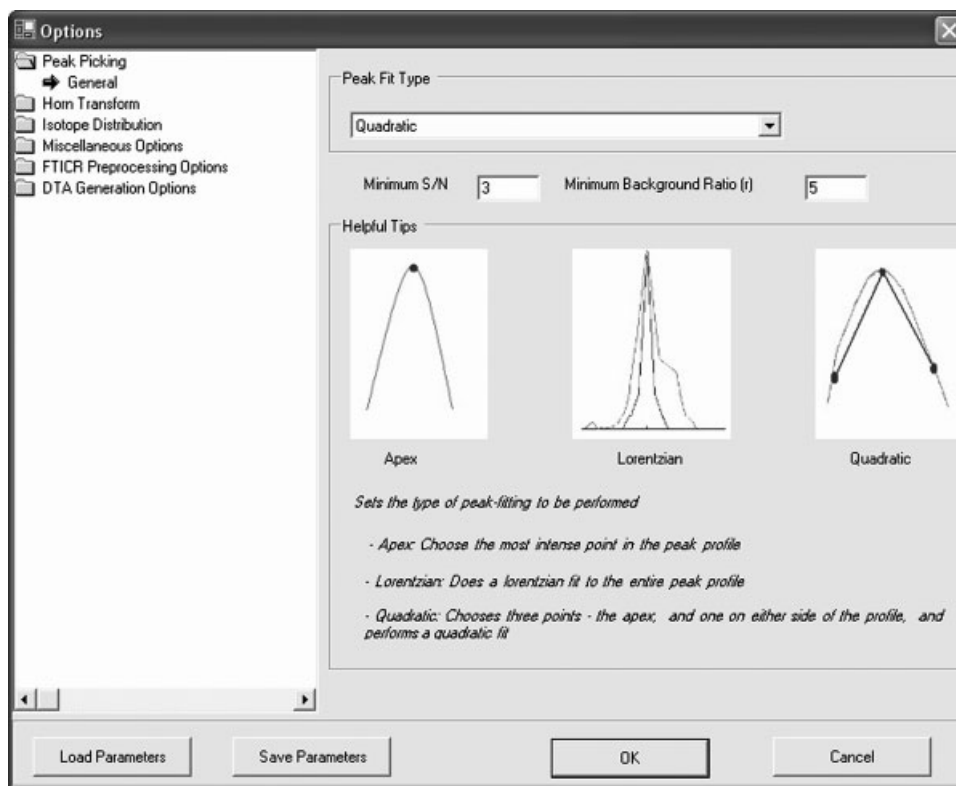 Options
Peak Picking
General
Horn Transform
Isotope Distribution
Miscellaneous Options
FTICR Preprocessing Options
DTA Generation Options
Peak Fit Type
Quadratic
Minimum S/N 3 Minimum Background Ratio (r) 5
Helpful Tips
Apex Lorentzian Quadratic
Sets the type of peak-fitting to be performed
- Apex: Choose the most intense point in the peak profile
- Lorentzian: Does a lorentzian fit to the entire peak profile
- Quadratic: Chooses three points - the apex, and one on either side of the profile, and
performs a quadratic fit
Load Parameters Save Parameters OK Cancel